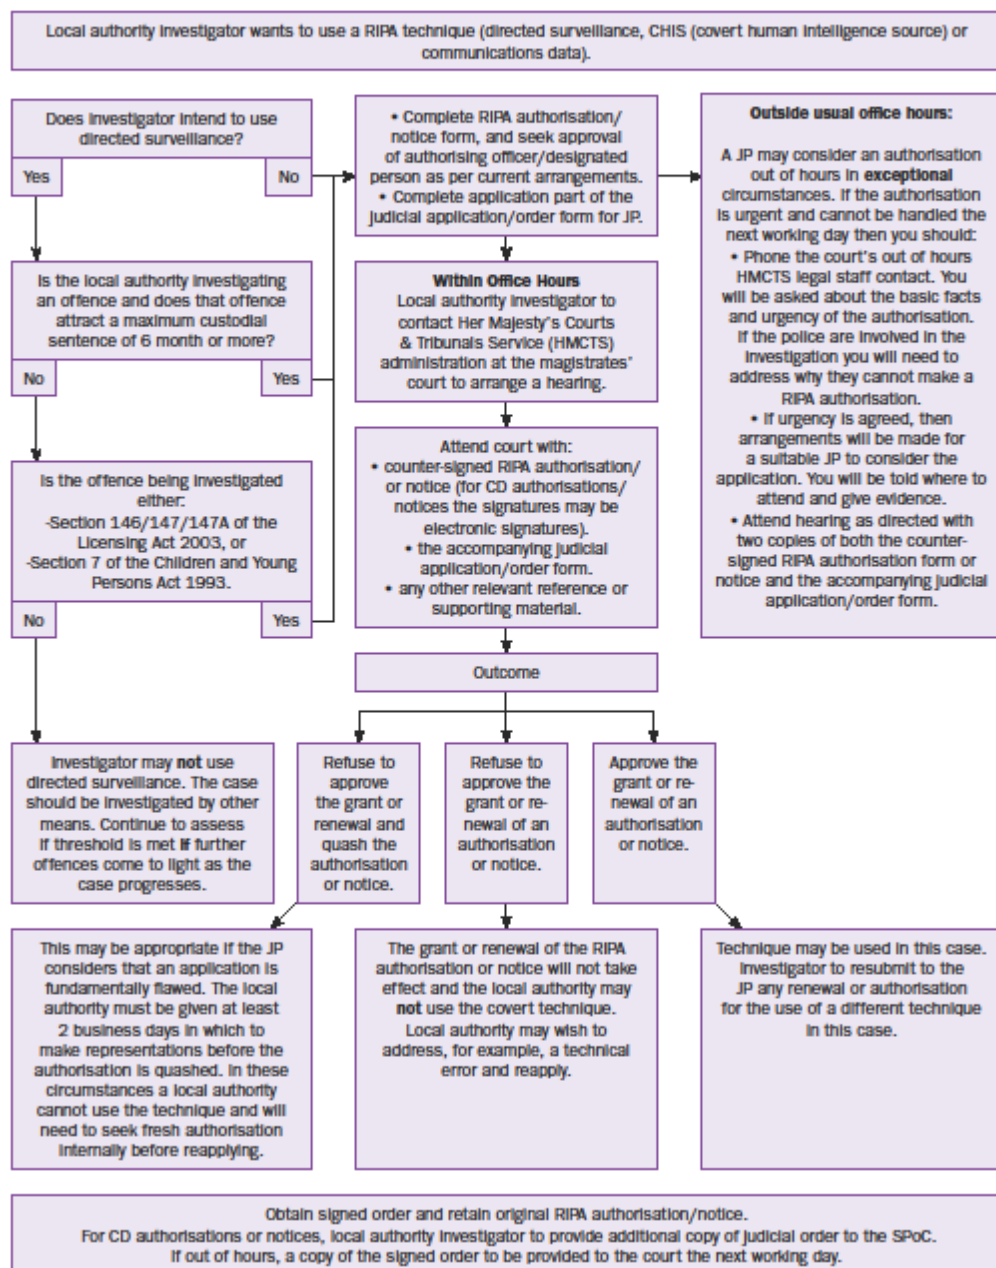 Local authority investigator wants to use a RIPA technique (directed surveillance, CHIS (covert human intelligence source) or
communications data).
Does investigator intend to use
directed surveillance?
Yes
No
Is the local authority investigating
an offence and does that offence
attract a maximum custodial
sentence of 6 month or more?
No
Yes
Is the offence being investigated
either:
-Section 146/147/147A of the
Licensing Act 2003, or
-Section 7 of the Children and Young
Persons Act 1993.
No
Yes
Investigator may not use
directed surveillance. The case
should be investigated by other
means. Continue to assess
if threshold is met if further
offences come to light as the
case progresses.
• Complete RIPA authorisation/
notice form, and seek approval
of authorising officer/designated
person as per current arrangements.
• Complete application part of the
judicial application/order form for JP.
Within Office Hours
Local authority investigator to
contact Her Majesty's Courts
& Tribunals Service (HMCTS)
administration at the magistrates'
court to arrange a hearing.
Attend court with:
• counter-signed RIPA authorisation/
or notice (for CD authorisations/
notices the signatures may be
electronic signatures).
• the accompanying judicial
application/order form.
• any other relevant reference or
supporting material.
Outside usual office hours:
A JP may consider an authorisation
out of hours in exceptional
circumstances. If the authorisation
is urgent and cannot be handled the
next working day then you should:
• Phone the court's out of hours
HMCTS legal staff contact. You
will be asked about the basic facts
and urgency of the authorisation.
If the police are involved in the
investigation you will need to
address why they cannot make a
RIPA authorisation.
• If urgency is agreed, then
arrangements will be made for
a suitable JP to consider the
application. You will be told where to
attend and give evidence.
• Attend hearing as directed with
two copies of both the counter-
signed RIPA authorisation form or
notice and the accompanying judicial
application/order form.
Outcome
Refuse to
approve
the grant or
renewal and
quash the
authorisation
or notice.
Refuse to
approve the
grant or re-
newal of an
authorisation
or notice.
Approve the
grant or re-
newal of an
authorisation
or notice.
This may be appropriate if the JP
considers that an application is
fundamentally flawed. The local
authority must be given at least
2 business days in which to
make representations before the
authorisation is quashed. In these
circumstances a local authority
cannot use the technique and will
need to seek fresh authorisation
internally before reapplying.
The grant or renewal of the RIPA
authorisation or notice will not take
effect and the local authority may
not use the covert technique.
Local authority may wish to
address, for example, a technical
error and reapply.
Technique may be used in this case.
Investigator to resubmit to the
JP any renewal or authorisation
for the use of a different technique
in this case.
Obtain signed order and retain original RIPA authorisation/notice.
For CD authorisations or notices, local authority investigator to provide additional copy of judicial order to the SPoC.
If out of hours, a copy of the signed order to be provided to the court the next working day.